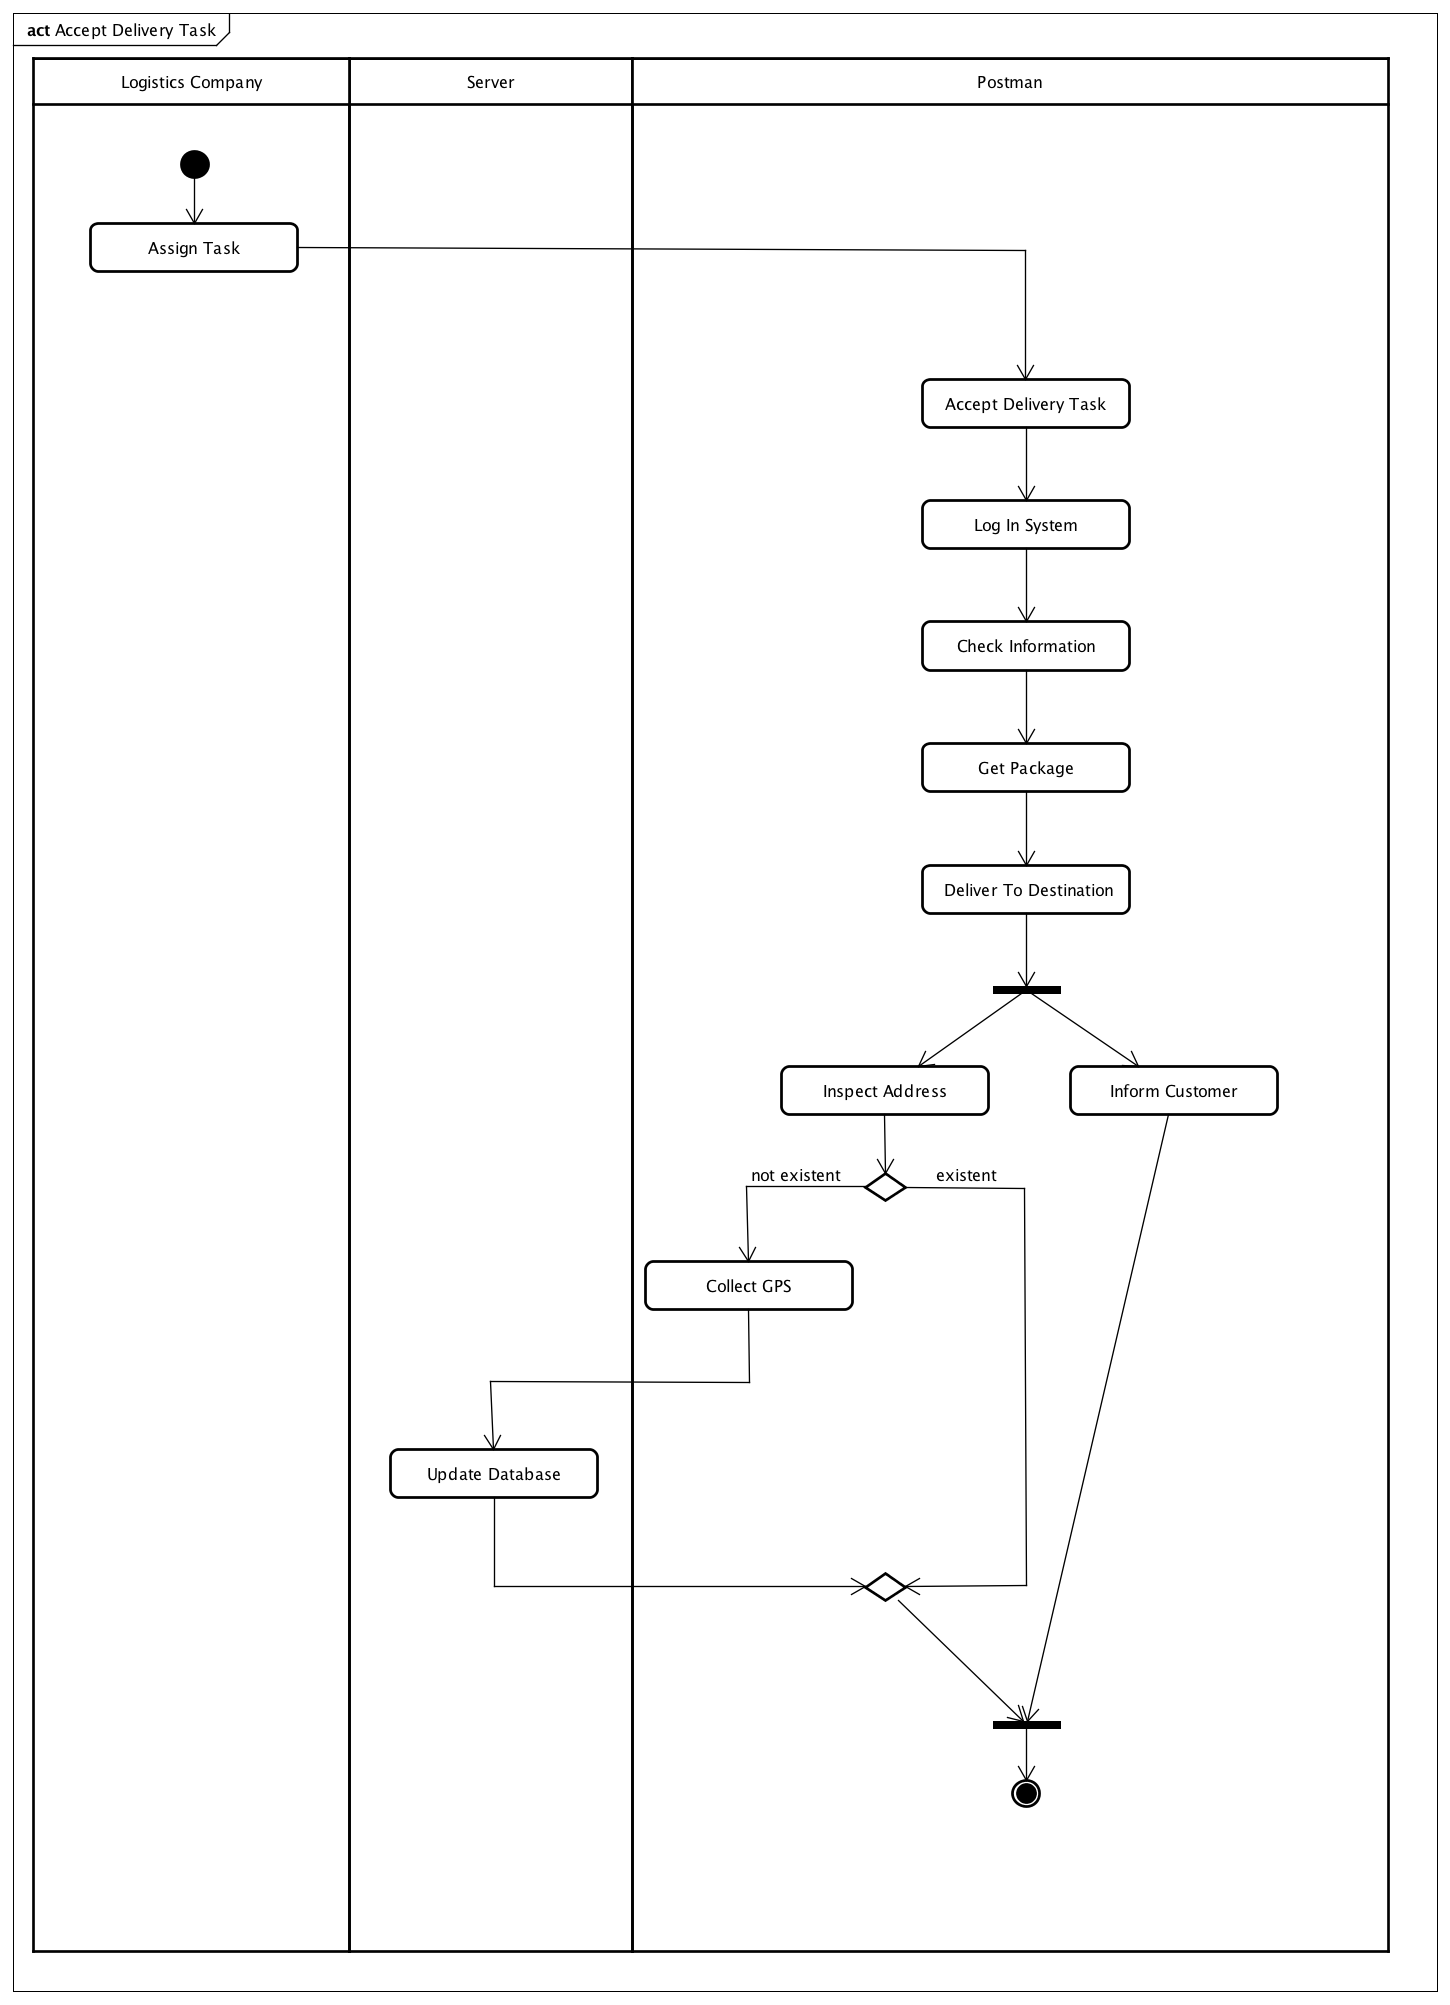 act Accept Delivery Task
Logistics Company
Server
Postman
Assign Task
Accept Delivery Task
Log In System
Check Information
Get Package
Deliver To Destination
Inspect Address
Inform Customer
not existent
existent
Collect GPS
Update Database